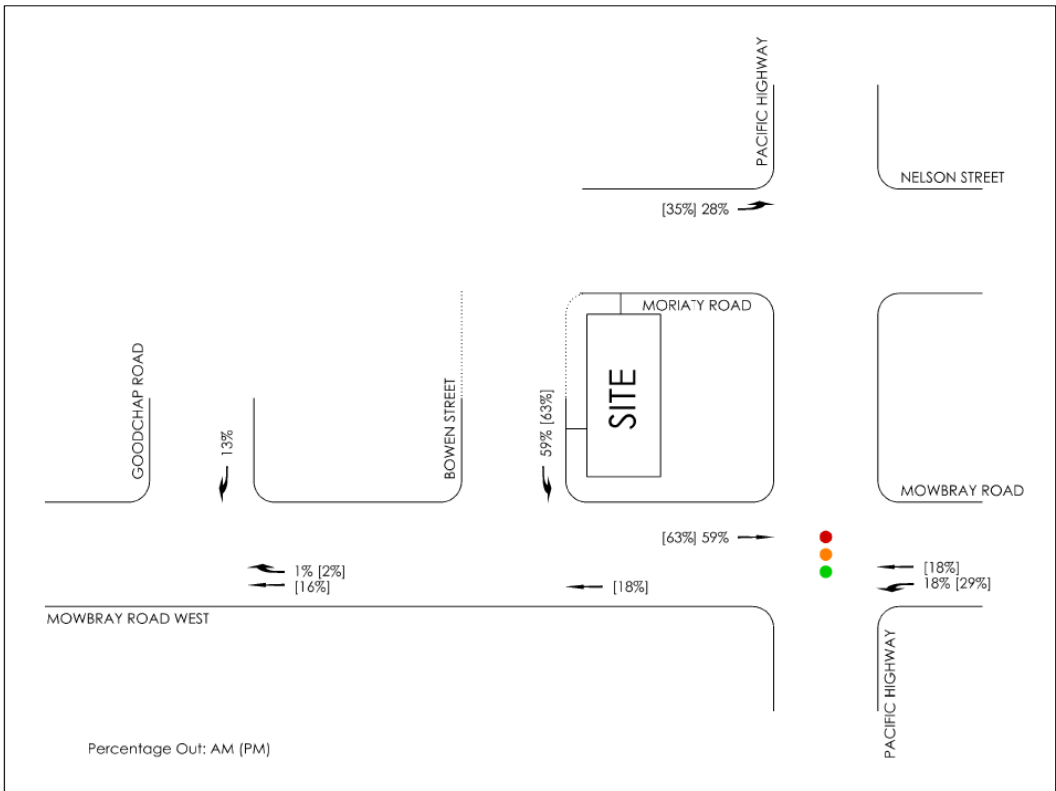 PACIFIC HIGHWAY
NELSON STREET
[35%] 28%
MORIATY ROAD
GOODCHAP ROAD
13%
BOWEN STREET
59% [63%]
SITE
MOWBRAY ROAD
[63%] 59%
1% [2%]
[16%]
[18%]
[18%]
18% [29%]
MOWBRAY ROAD WEST
PACIFIC HIGHWAY
Percentage Out: AM (PM)